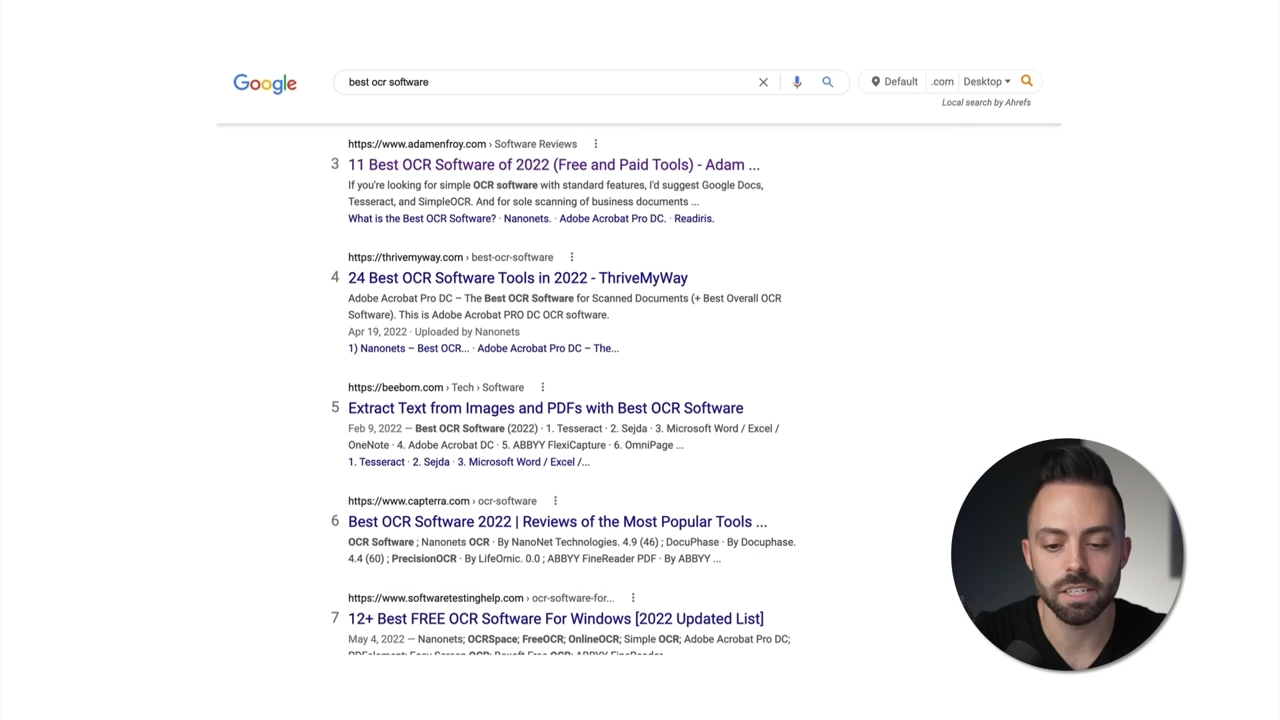 Google
best ocr software
Default .com Desktop
Local search by Ahrefs
https://www.adamenfroy.com › Software Reviews
3 11 Best OCR Software of 2022 (Free and Paid Tools) - Adam ...
If you're looking for simple OCR software with standard features, I'd suggest Google Docs,
Tesseract, and SimpleOCR. And for sole scanning of business documents ...
What is the Best OCR Software? · Nanonets. · Adobe Acrobat Pro DC. · Readiris.
https://thrivemyway.com › best-ocr-software
4 24 Best OCR Software Tools in 2022 - ThriveMyWay
Adobe Acrobat Pro DC – The Best OCR Software for Scanned Documents (+ Best Overall OCR
Software). This is Adobe Acrobat PRO DC OCR software.
Apr 19, 2022 · Uploaded by Nanonets
1) Nanonets – Best OCR... · Adobe Acrobat Pro DC – The...
https://beebom.com › Tech › Software
5 Extract Text from Images and PDFs with Best OCR Software
Feb 9, 2022 — Best OCR Software (2022) · 1. Tesseract · 2. Sejda · 3. Microsoft Word / Excel /
OneNote · 4. Adobe Acrobat DC · 5. ABBYY FlexiCapture · 6. OmniPage ...
1. Tesseract · 2. Sejda · 3. Microsoft Word / Excel /...
https://www.capterra.com › ocr-software
6 Best OCR Software 2022 | Reviews of the Most Popular Tools ...
OCR Software ; Nanonets OCR · By NanoNet Technologies. 4.9 (46) ; DocuPhase · By Docuphase.
4.4 (60) ; PrecisionOCR · By LifeOmic. 0.0 ; ABBYY FineReader PDF · By ABBYY ...
https://www.softwaretestinghelp.com › ocr-software-for...
7 12+ Best FREE OCR Software For Windows [2022 Updated List]
May 4, 2022 — Nanonets; OCRSpace; FreeOCR; OnlineOCR; Simple OCR; Adobe Acrobat Pro DC;